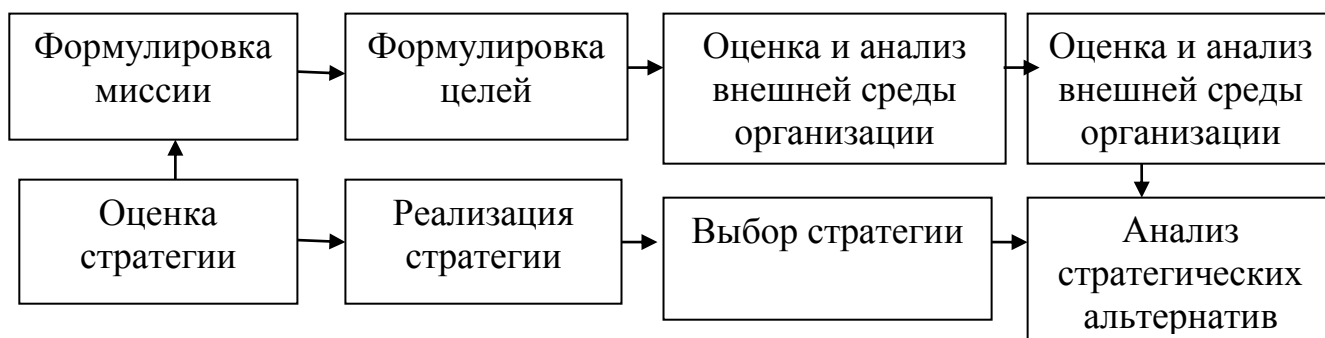 Формулировка
миссии
Формулировка
целей
Оценка и анализ
внешней среды
организации
Оценка и анализ
внешней среды
организации
Оценка
стратегии
Реализация
стратегии
Выбор стратегии
Анализ
стратегических
альтернатив